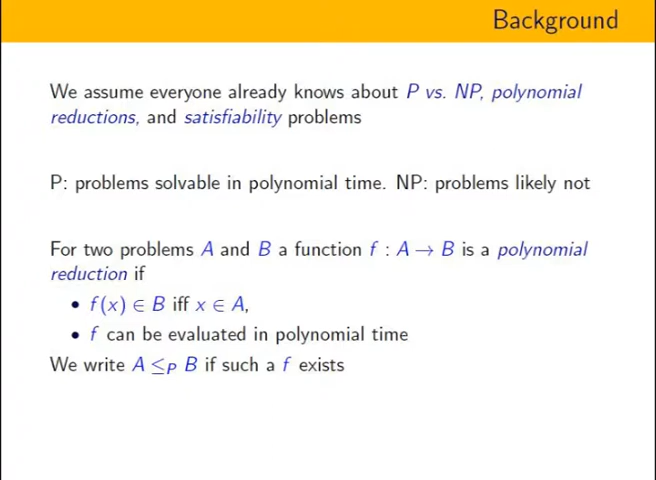 Background
We assume everyone already knows about P vs. NP, polynomial
reductions, and satisfiability problems
P: problems solvable in polynomial time. NP: problems likely not
For two problems A and B a function f : A → B is a polynomial
reduction if
• f(x) ∈ B iff x ∈ A,
• f can be evaluated in polynomial time
We write A ≤P B if such a f exists